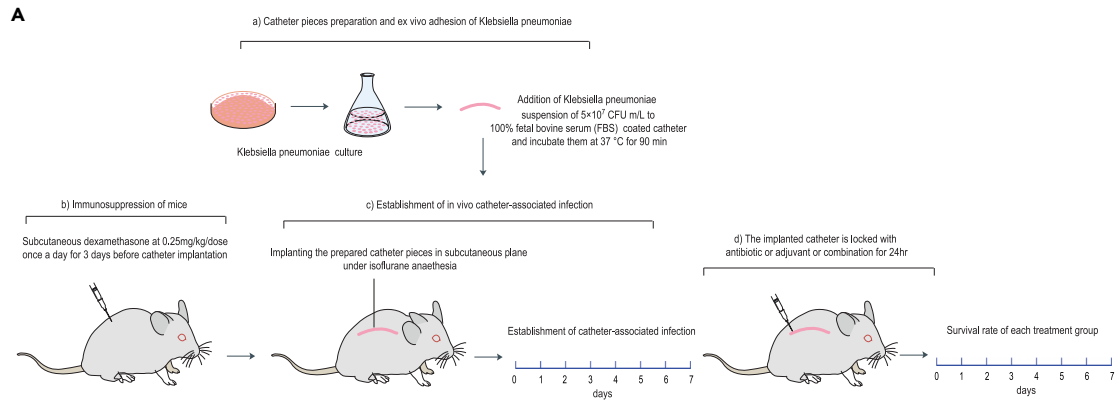 A
a) Catheter pieces preparation and ex vivo adhesion of Klebsiella pneumoniae
Klebsiella pneumoniae culture
Addition of Klebsiella pneumoniae
suspension of 5×10⁷ CFU m/L to
100% fetal bovine serum (FBS) coated catheter
and incubate them at 37 °C for 90 min
b) Immunosuppression of mice
Subcutaneous dexamethasone at 0.25mg/kg/dose
once a day for 3 days before catheter implantation
c) Establishment of in vivo catheter-associated infection
Implanting the prepared catheter pieces in subcutaneous plane
under isoflurane anaethesia
Establishment of catheter-associated infection
0 1 2 3 4 5 6 7
days
d) The implanted catheter is locked with
antibiotic or adjuvant or combination for 24hr
Survival rate of each treatment group
0 1 2 3 4 5 6 7
days